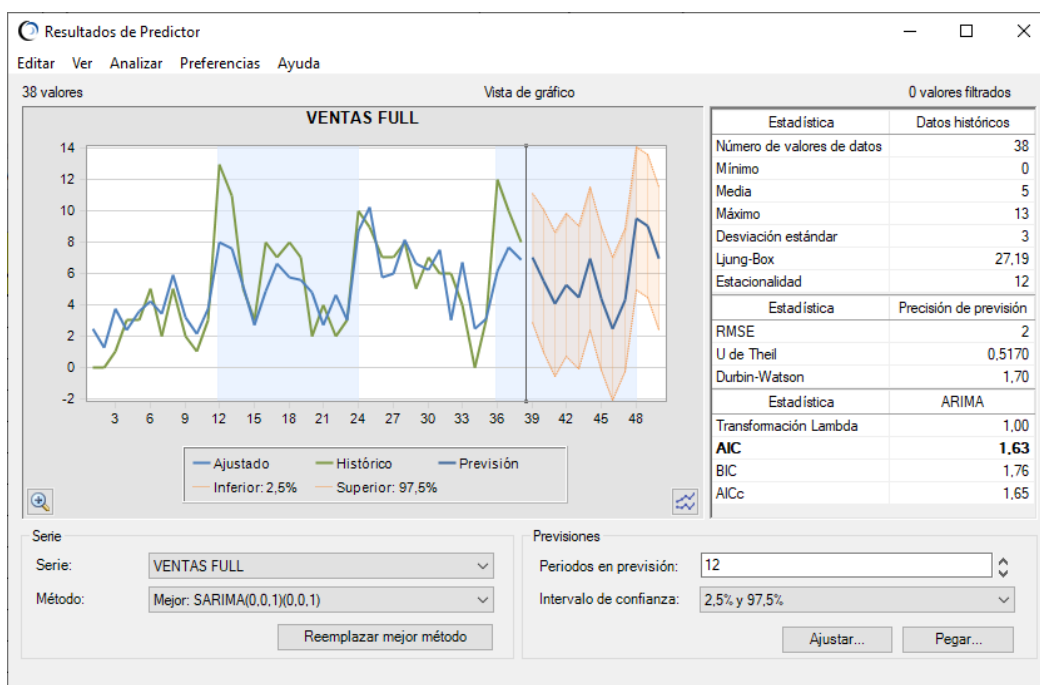 Resultados de Predictor
Editar Ver Analizar Preferencias Ayuda
38 valores Vista de gráfico 0 valores filtrados
VENTAS FULL
14
12
10
8
6
4
2
0
-2
3 6 9 12 15 18 21 24 27 30 33 36 39 42 45 48
Ajustado Histórico Previsión
Inferior: 2,5% Superior: 97,5%
Estadística Datos históricos
Número de valores de datos 38
Mínimo 0
Media 5
Máximo 13
Desviación estándar 3
Ljung-Box 27,19
Estacionalidad 12
Estadística Precisión de previsión
RMSE 2
U de Theil 0,5170
Durbin-Watson 1,70
Estadística ARIMA
Transformación Lambda 1,00
AIC 1,63
BIC 1,76
AICc 1,65
Serie
Serie: VENTAS FULL
Método: Mejor: SARIMA(0,0,1)(0,0,1)
Reemplazar mejor método
Previsiones
Periodos en previsión: 12
Intervalo de confianza: 2,5% y 97,5%
Ajustar... Pegar...